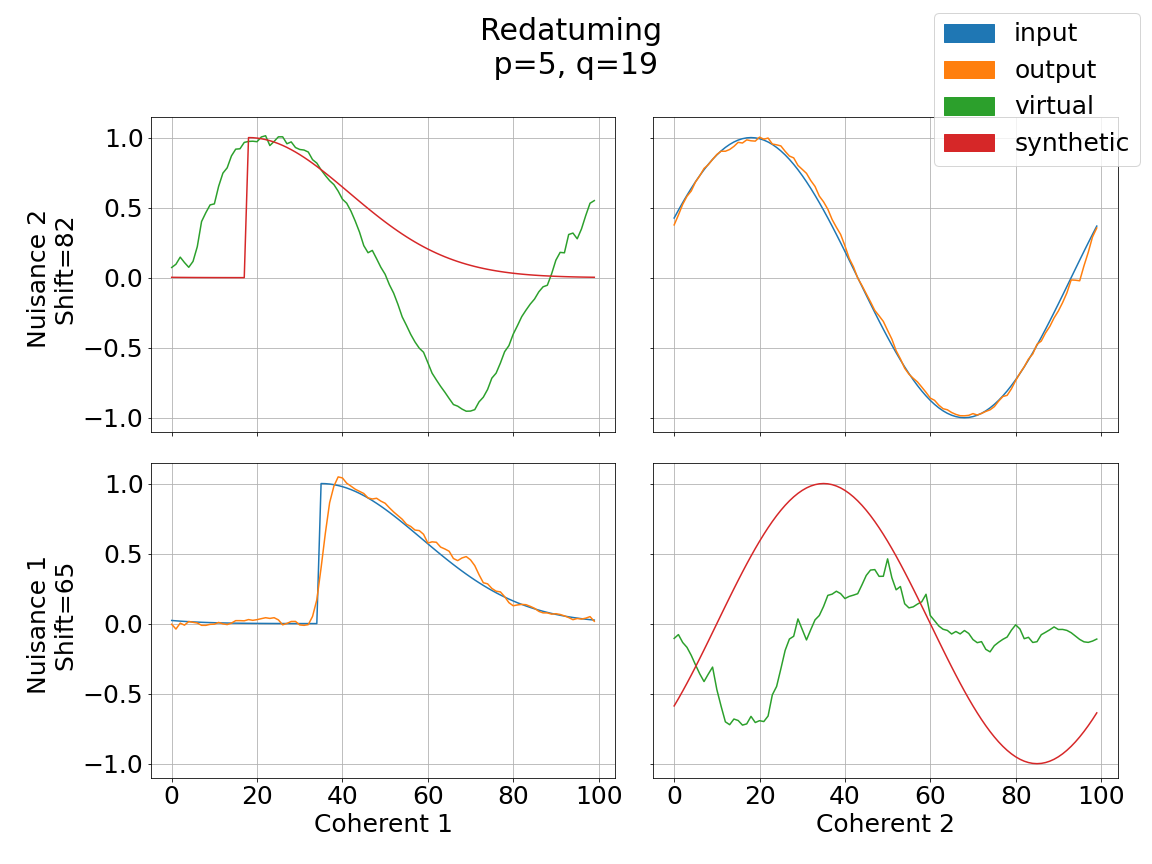 Redatuming
p=5, q=19
input
output
virtual
synthetic
Nuisance 2
Shift=82
1.0
0.5
0.0
−0.5
−1.0
Nuisance 1
Shift=65
1.0
0.5
0.0
−0.5
−1.0
0 20 40 60 80 100
Coherent 1
0 20 40 60 80 100
Coherent 2